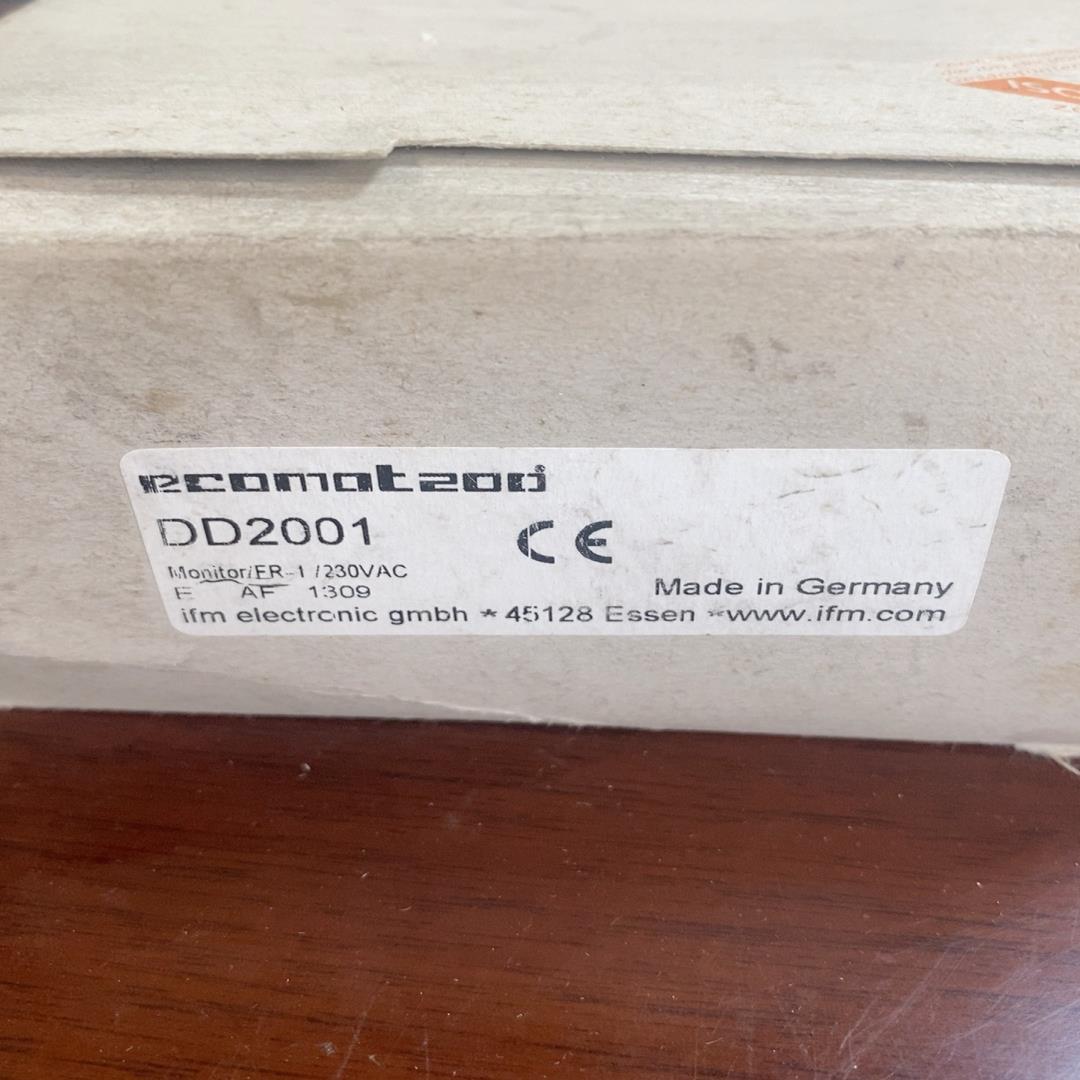 ecomat200
DD2001
CE
Monitor/FR-1 /230VAC
E AF 1309
Made in Germany
ifm electronic gmbh * 45128 Essen * www.ifm.com